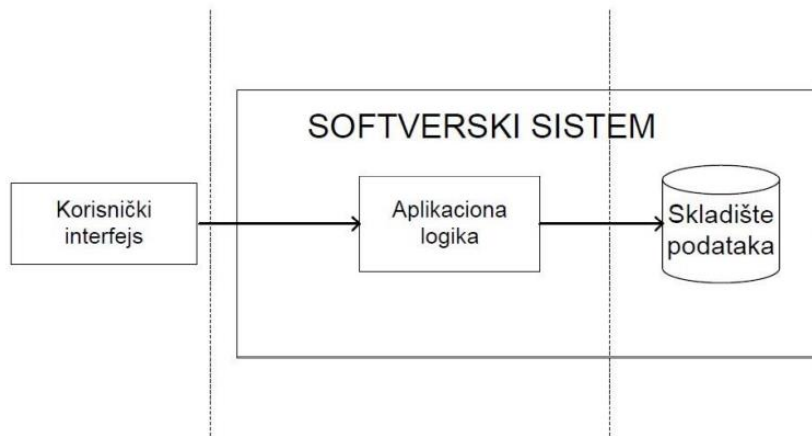 SOFTVERSKI SISTEM
Korisnički
interfejs
Aplikaciona
logika
Skladište
podataka